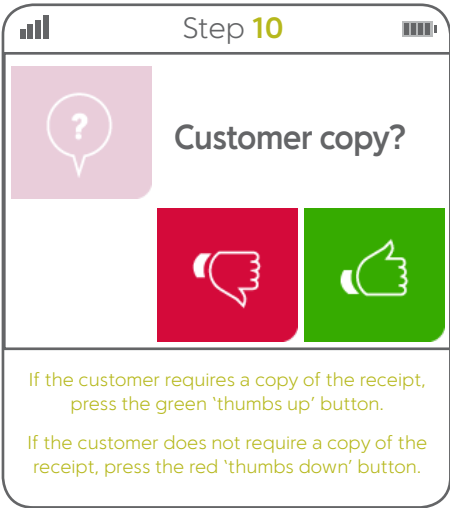 Step 10
?
Customer copy?
If the customer requires a copy of the receipt,
press the green ‘thumbs up’ button.
If the customer does not require a copy of the
receipt, press the red ‘thumbs down’ button.